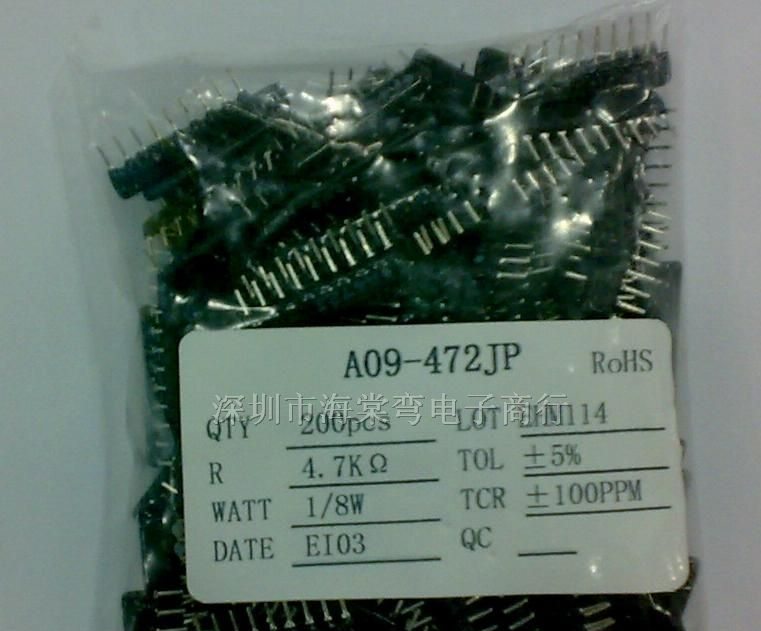 A09-472JP RoHS
深圳市海棠弯电子商行
QTY 200pcs LOT
R 4.7KΩ TOL ±5%
WATT 1/8W TCR ±100PPM
DATE EI03 QC